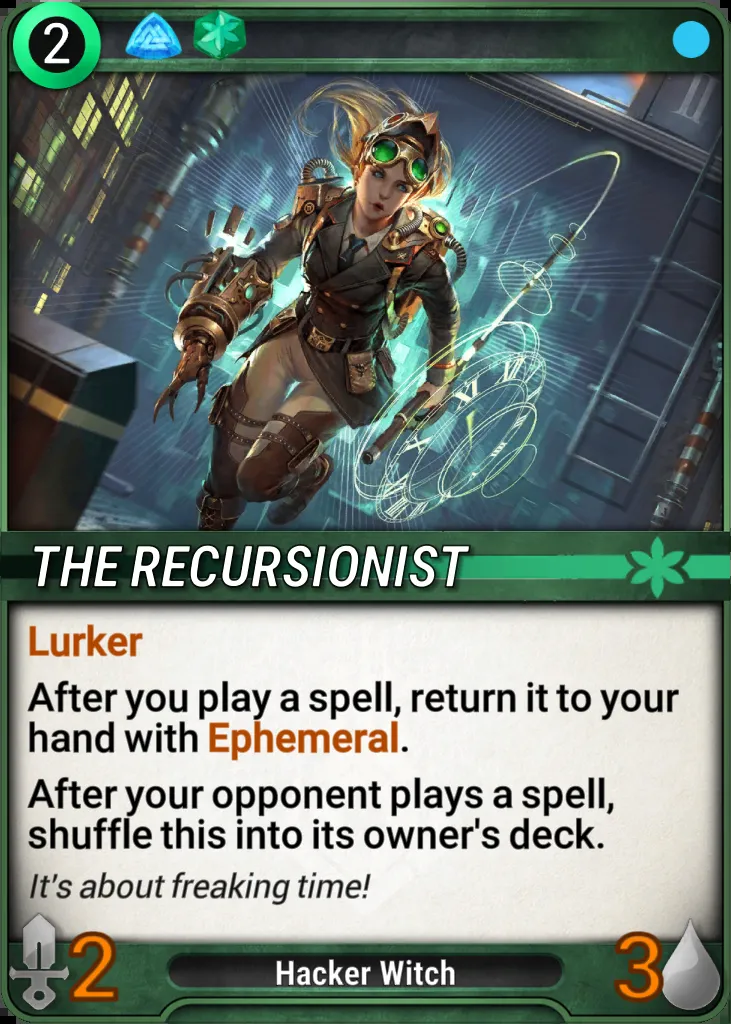 2
II
THE RECURSIONIST
Lurker
After you play a spell, return it to your
hand with Ephemeral.
After your opponent plays a spell,
shuffle this into its owner's deck.
It's about freaking time!
2
Hacker Witch
3